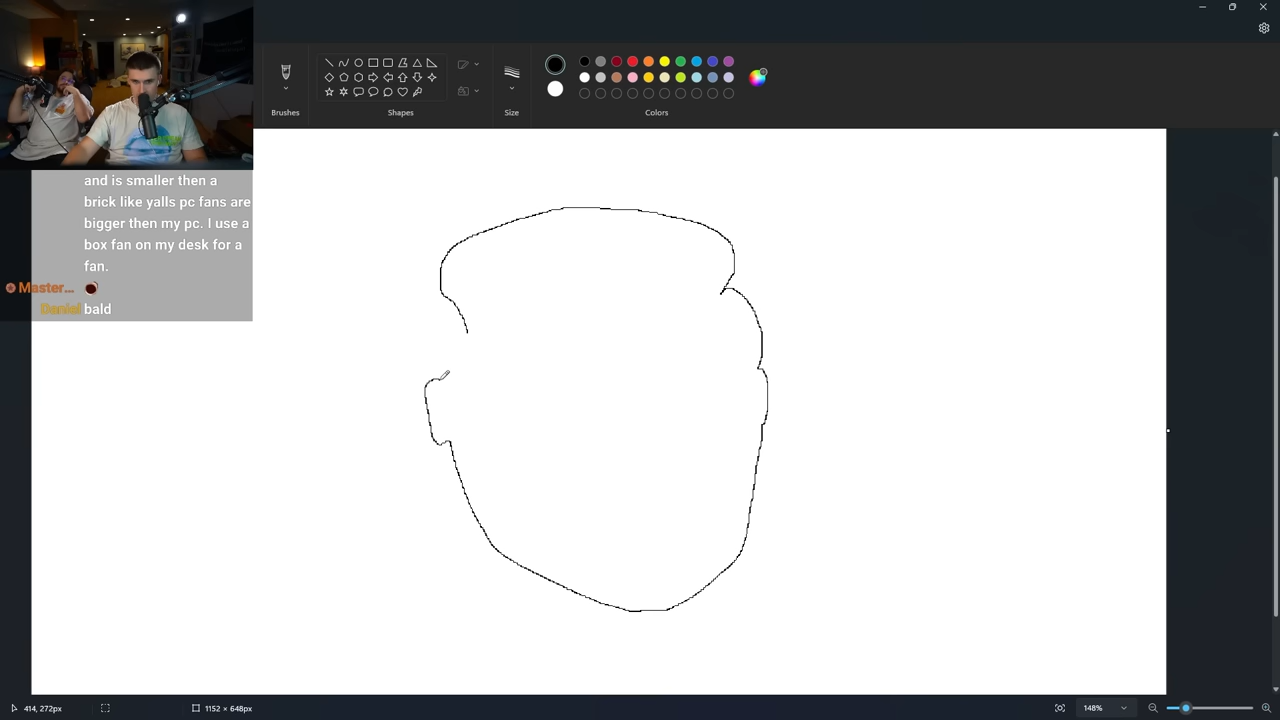 Brushes
Shapes
Size
Colors
and is smaller then a
brick like yalls pc fans are
bigger then my pc. I use a
box fan on my desk for a
fan.
Master...
Daniel bald
414, 272px
1152 × 648px
148%